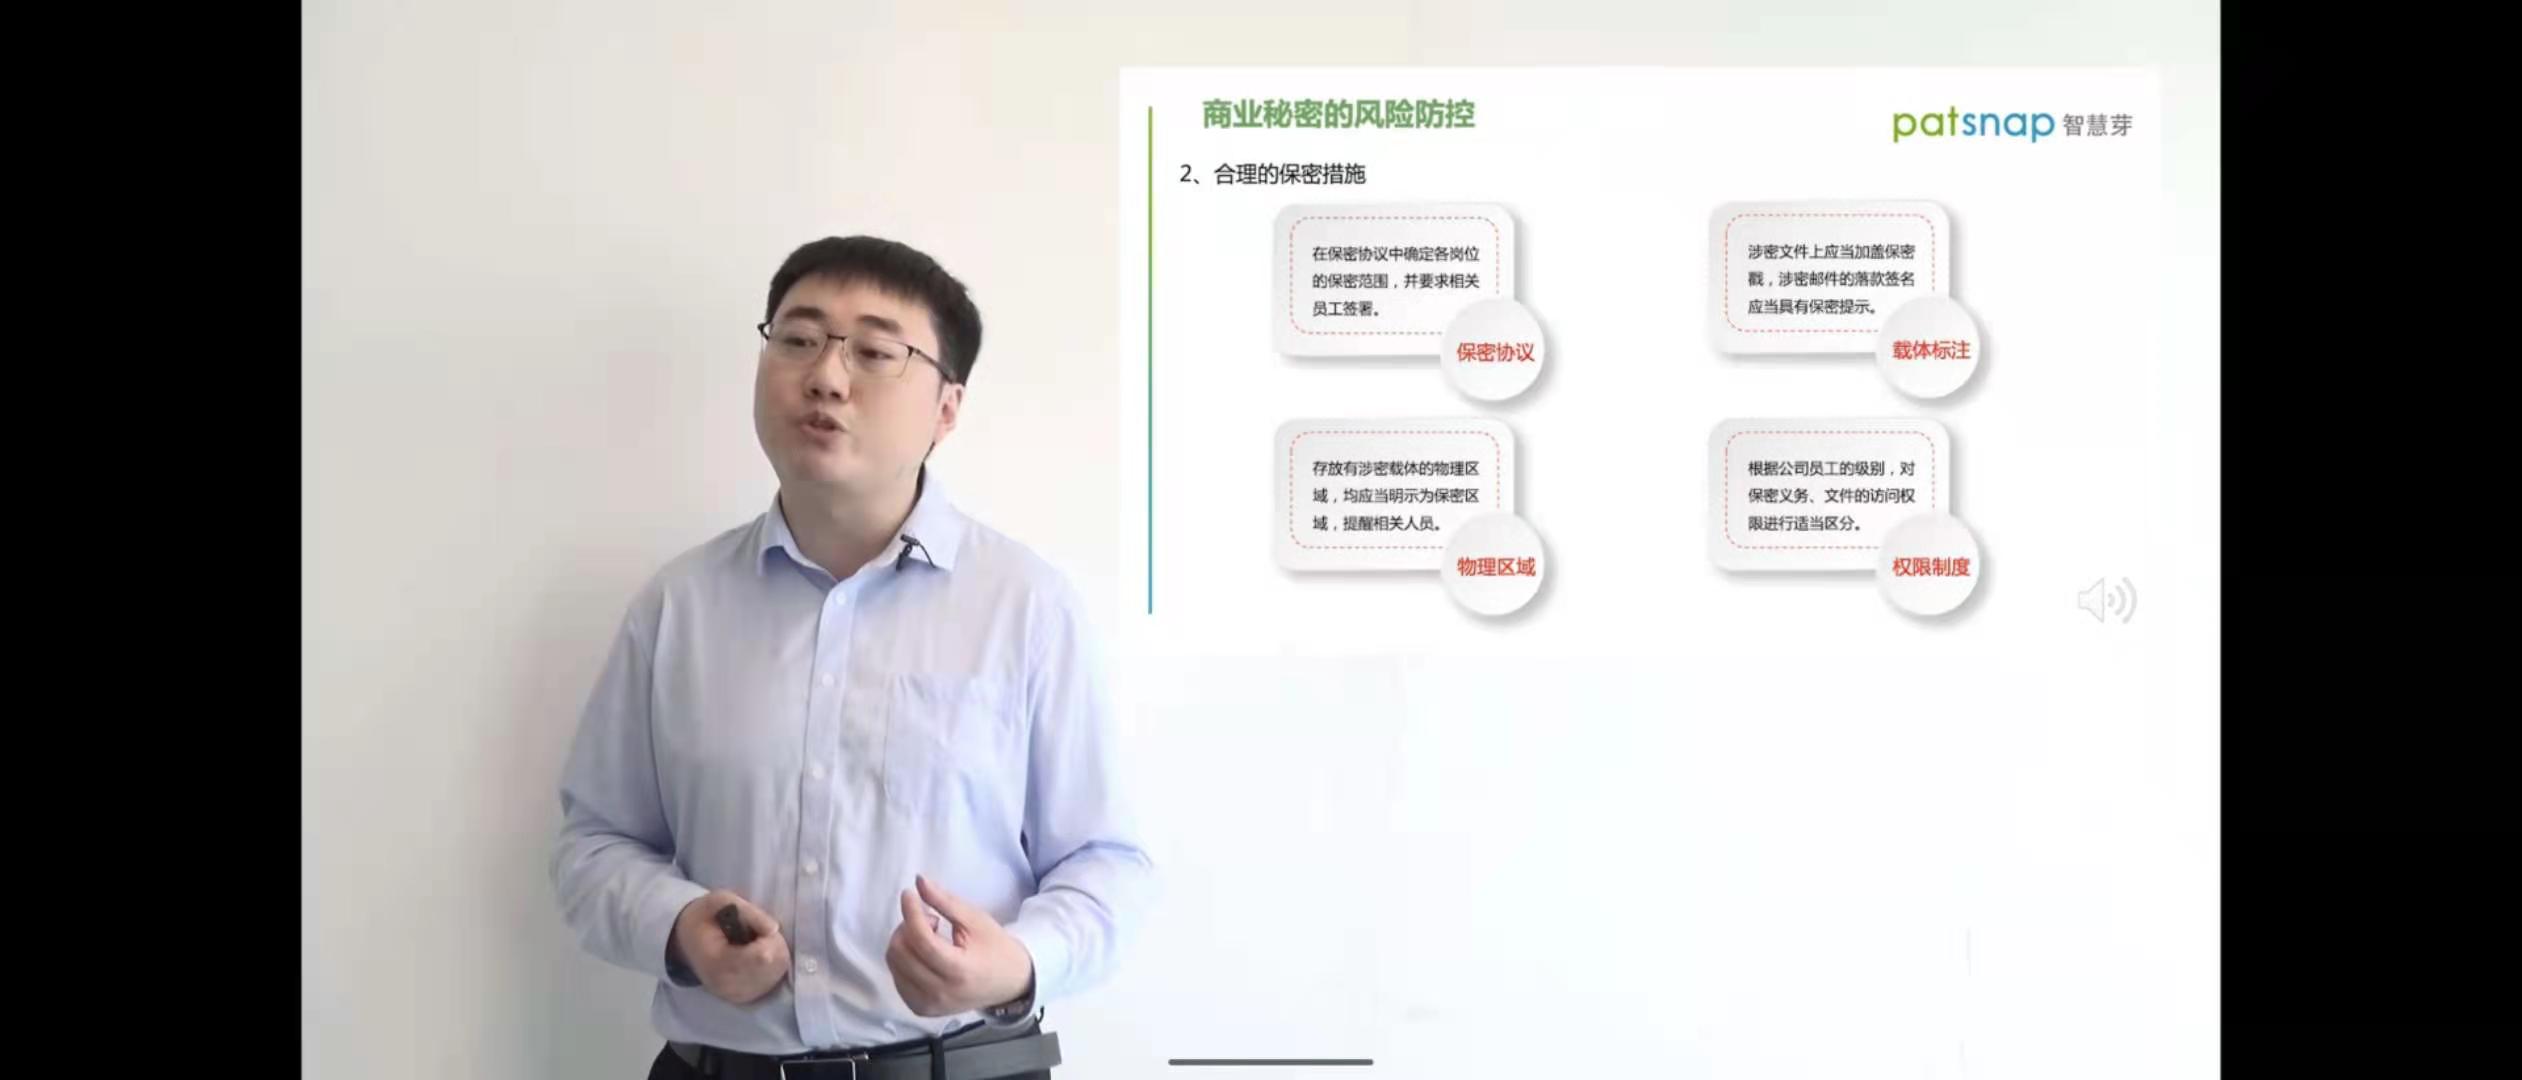 商业秘密的风险防控
patsnap 智慧芽
2、合理的保密措施
在保密协议中确定各岗位
的保密范围，并要求相关
员工签署。
保密协议
涉密文件上应当加盖保密
戳，涉密邮件的落款签名
应当具有保密提示。
载体标注
存放有涉密载体的物理区
域，均应当明示为保密区
域，提醒相关人员。
物理区域
根据公司员工的级别，对
保密义务、文件的访问权
限进行适当区分。
权限制度